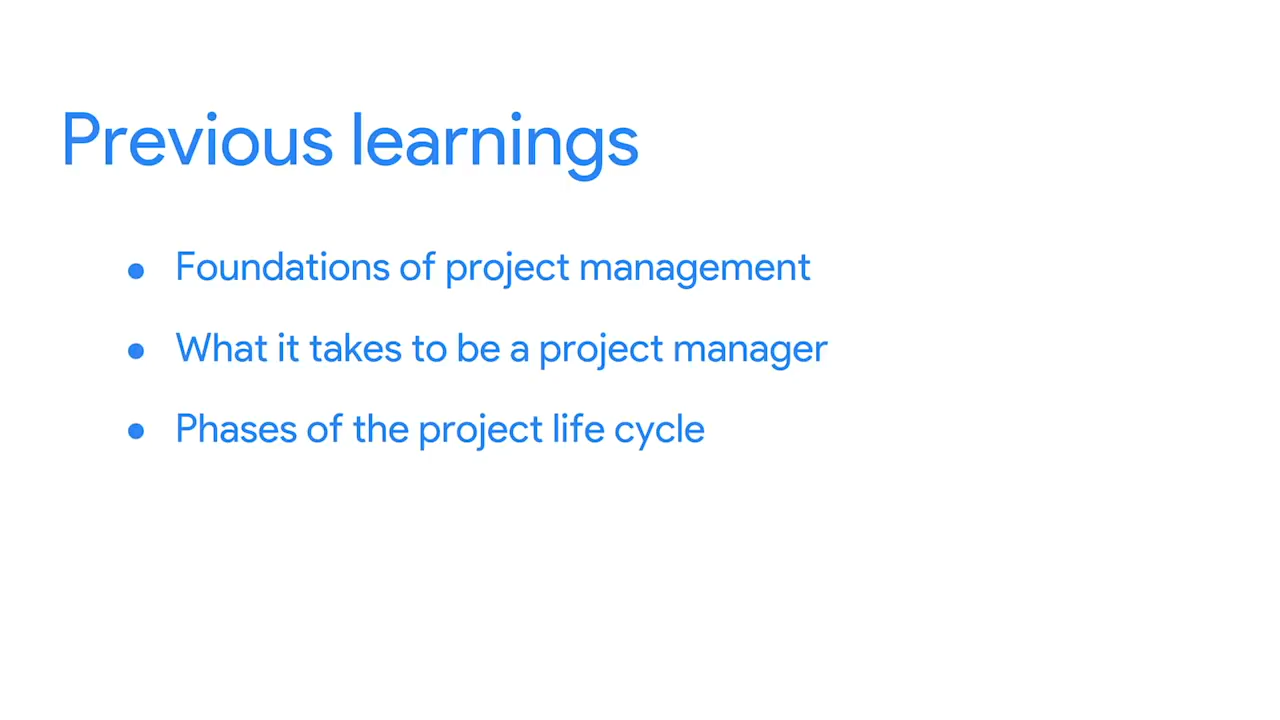 Previous learnings
● Foundations of project management
● What it takes to be a project manager
● Phases of the project life cycle